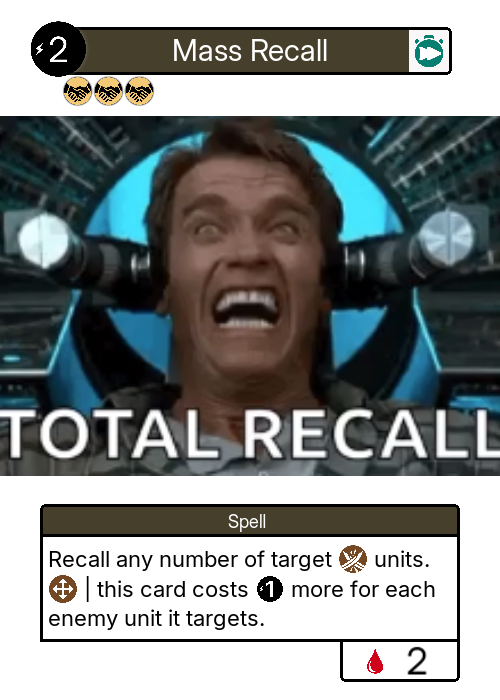 2
Mass Recall
TOTAL RECALL
Spell
Recall any number of target units.
| this card costs 1 more for each
enemy unit it targets.
2